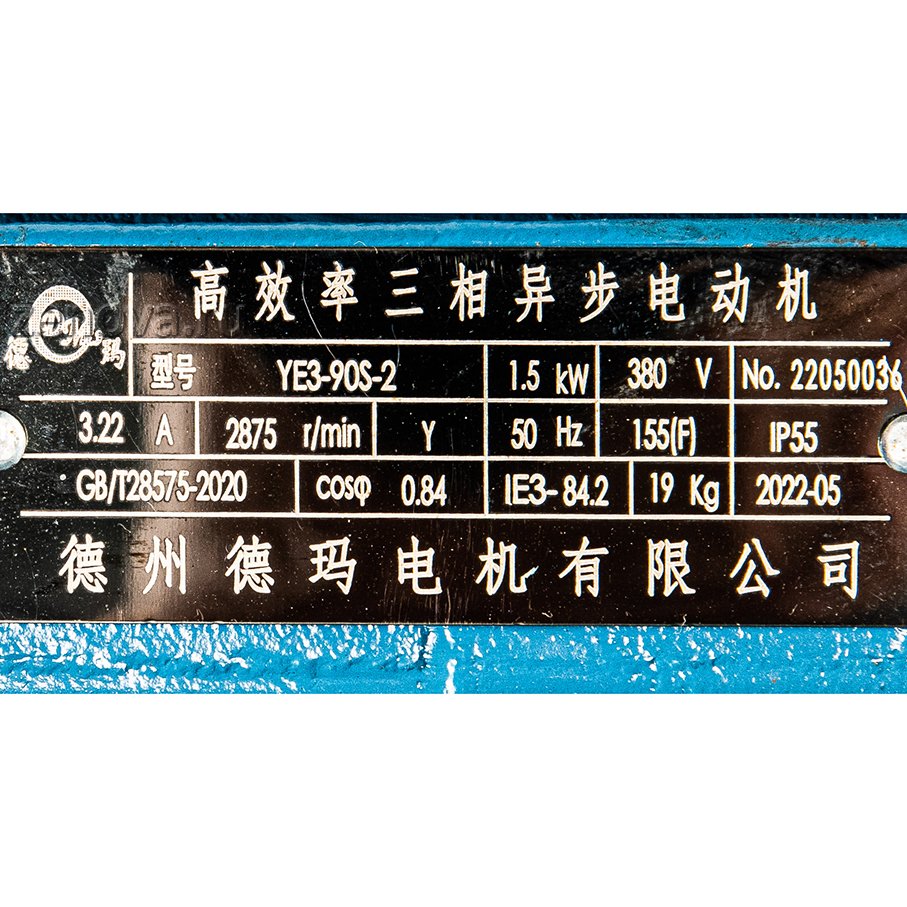 高效率三相异步电动机
德玛
型号 YE3-90S-2 1.5 kW 380 V No. 22050036
3.22 A 2875 r/min Y 50 Hz 155(F) IP55
GB/T28575-2020 cosφ 0.84 IE3-84.2 19 Kg 2022-05
德州德玛电机有限公司